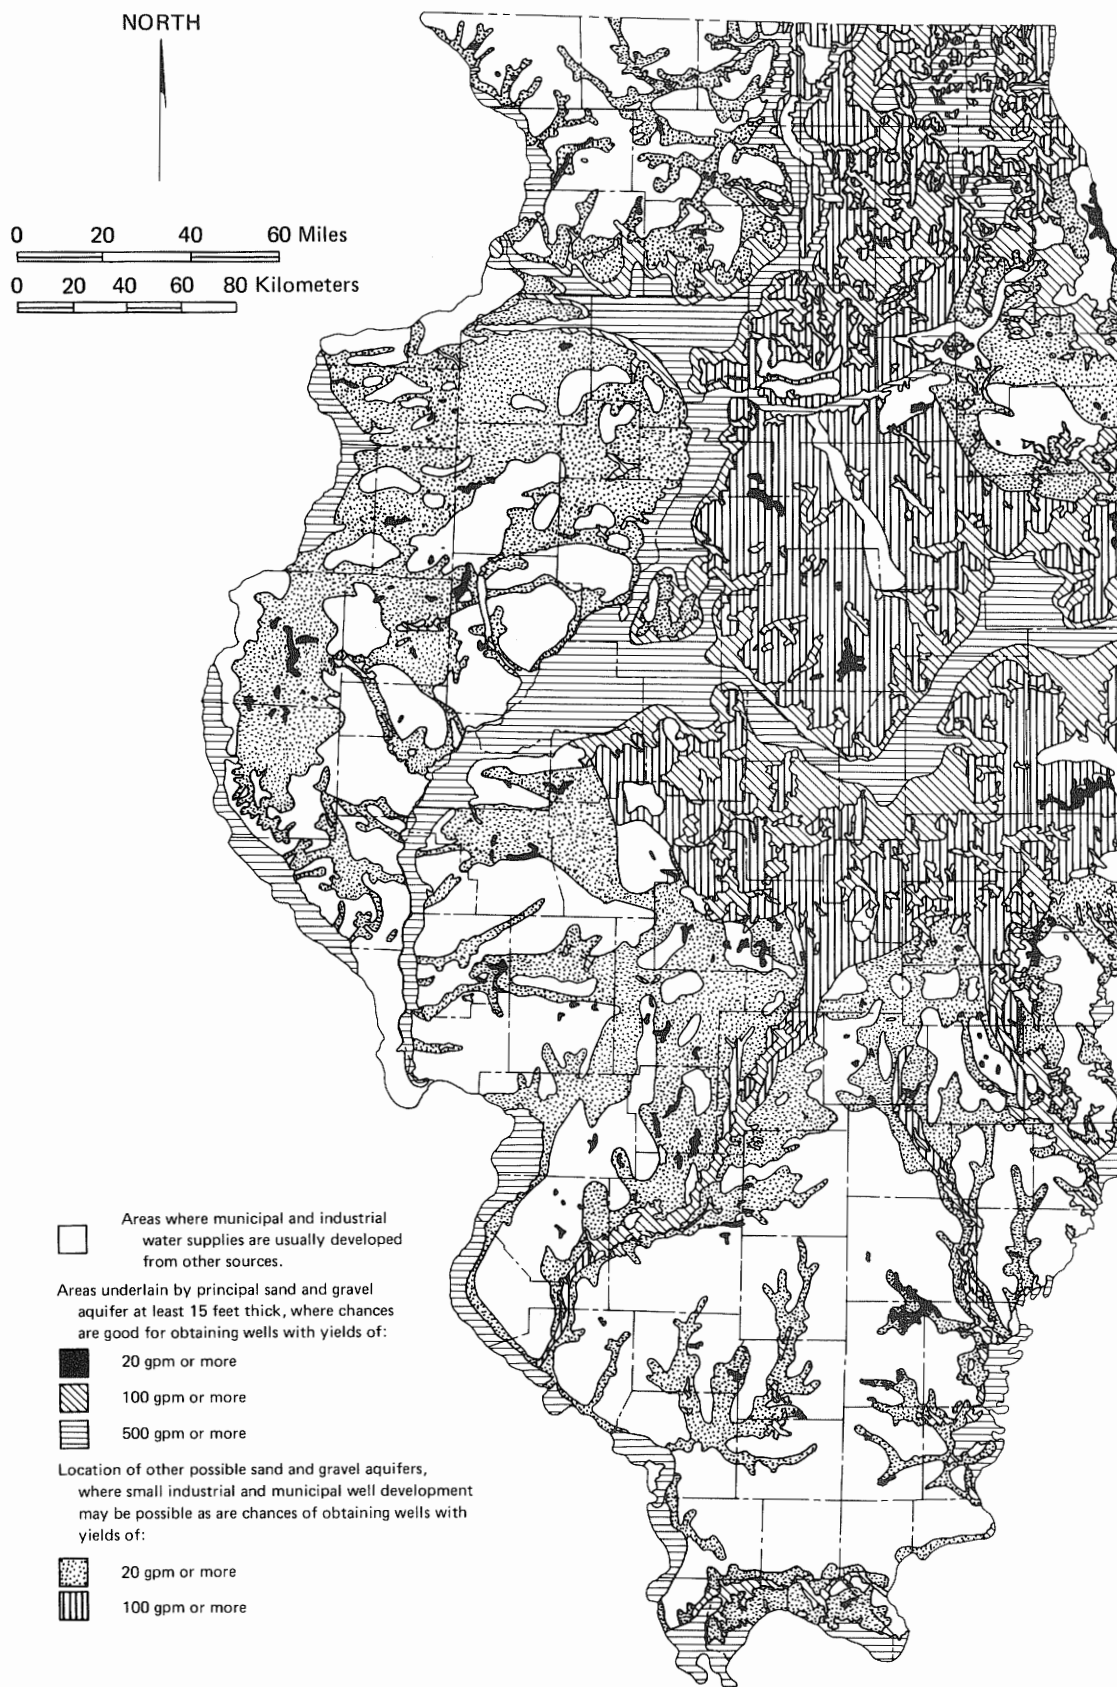 NORTH
0 20 40 60 Miles
0 20 40 60 80 Kilometers
Areas where municipal and industrial
water supplies are usually developed
from other sources.
Areas underlain by principal sand and gravel
aquifer at least 15 feet thick, where chances
are good for obtaining wells with yields of:
20 gpm or more
100 gpm or more
500 gpm or more
Location of other possible sand and gravel aquifers,
where small industrial and municipal well development
may be possible as are chances of obtaining wells with
yields of:
20 gpm or more
100 gpm or more